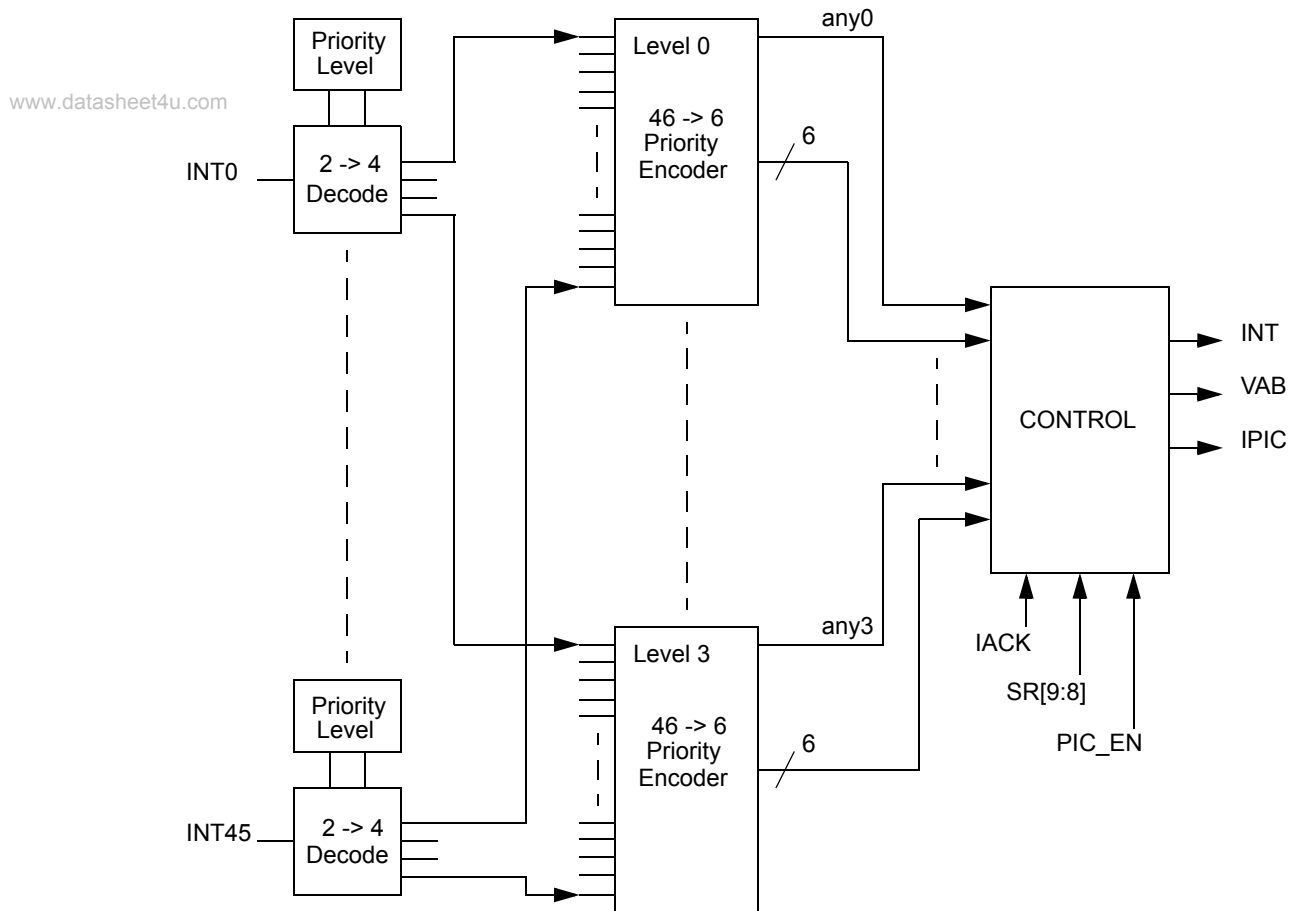 www.datasheet4u.com
Priority
Level
INT0
2 -> 4
Decode
Level 0
46 -> 6
Priority
Encoder
any0
6
Priority
Level
INT45
2 -> 4
Decode
Level 3
46 -> 6
Priority
Encoder
any3
6
CONTROL
INT
VAB
IPIC
IACK
SR[9:8]
PIC_EN